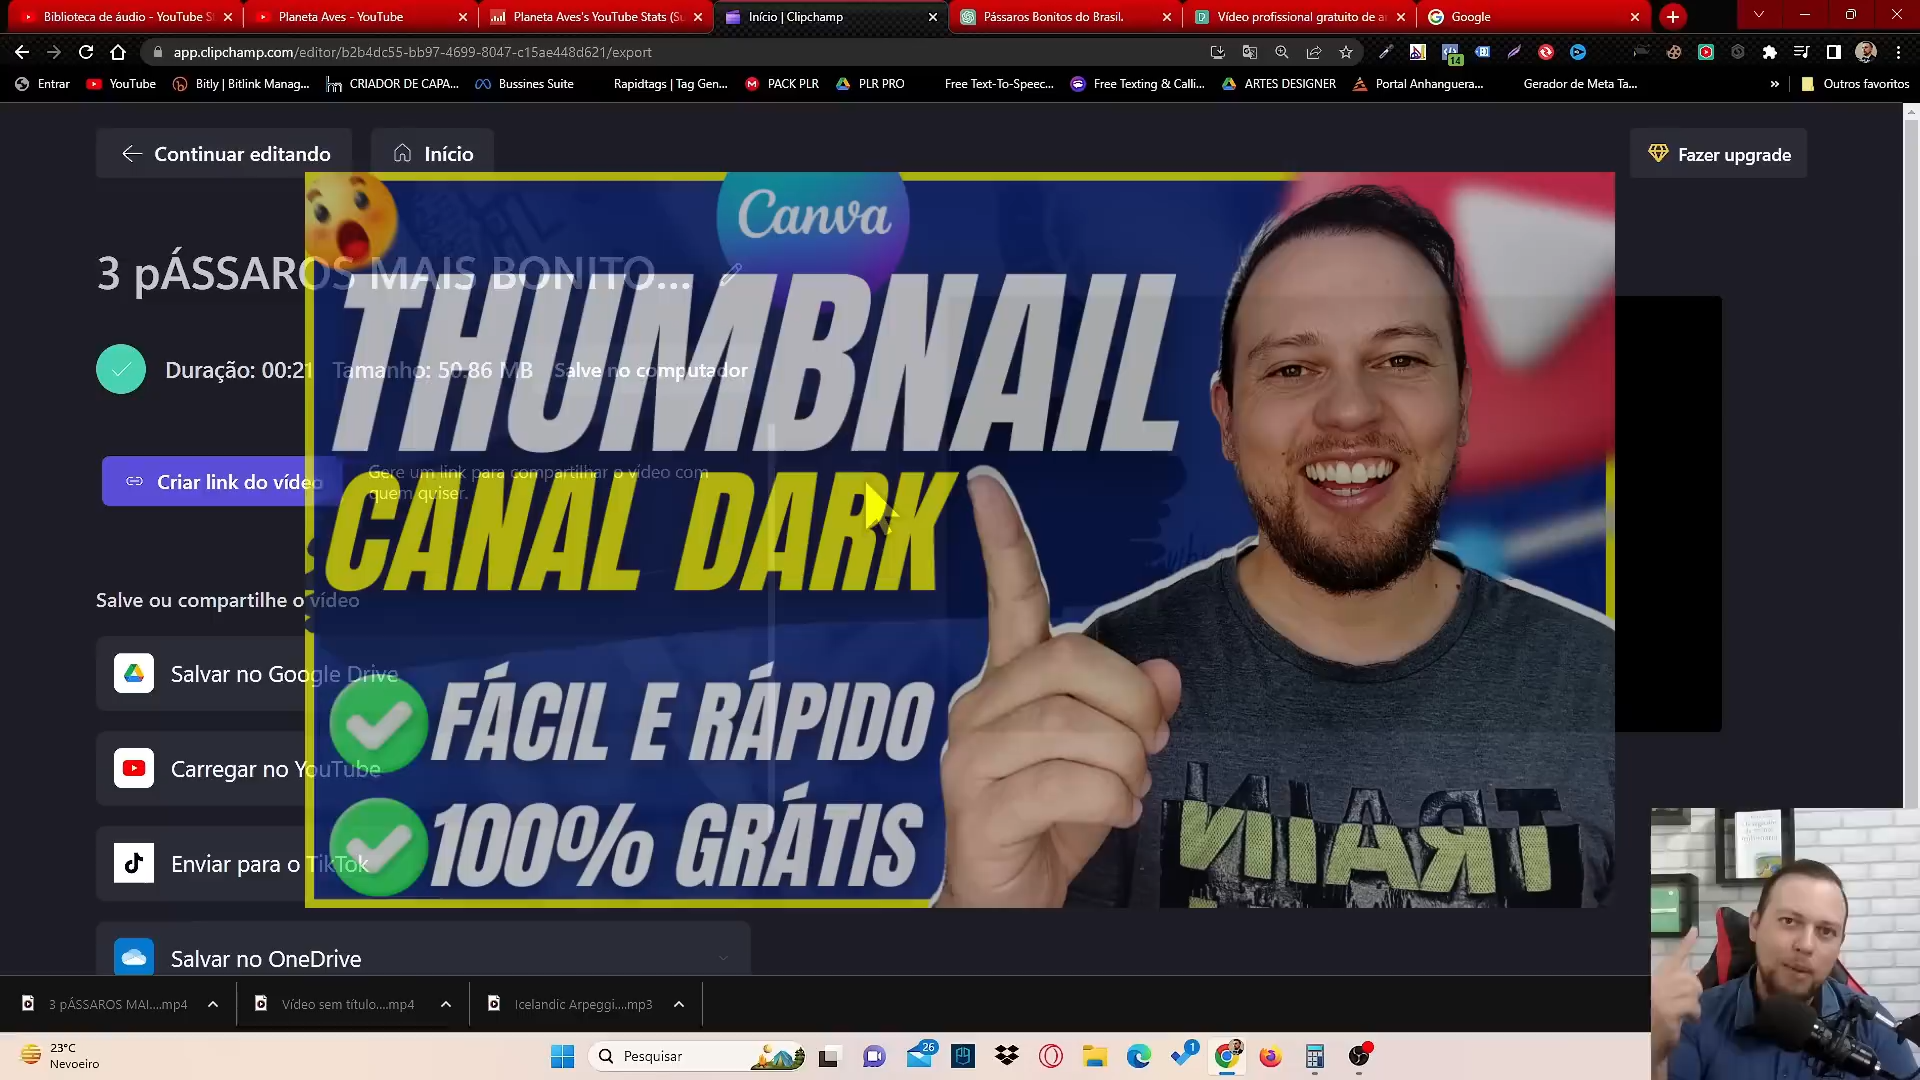 Biblioteca de áudio - YouTube S
Planeta Aves - YouTube
Planeta Aves's YouTube Stats (Su
Início | Clipchamp
Pássaros Bonitos do Brasil.
Vídeo profissional gratuito de a
Google
app.clipchamp.com/editor/b2b4dc55-bb97-4699-8047-c15ae448d621/export
14
Entrar
YouTube
Bitly | Bitlink Manag...
CRIADOR DE CAPA...
Bussines Suite
Rapidtags | Tag Gen...
PACK PLR
PLR PRO
Free Text-To-Speec...
Free Texting & Calli...
ARTES DESIGNER
Portal Anhanguera...
Gerador de Meta Ta...
»
Outros favoritos
Continuar editando
Início
Fazer upgrade
Canva
3 pÁSSAROS MAIS BONITO...
THUMBNAIL
Duração: 00:21
Tamanho: 50.86 MB
Salve no computador
Criar link do vídeo
Gere um link para compartilhar o vídeo com
quem quiser.
CANAL DARK
Salve ou compartilhe o vídeo
Salvar no Google Drive
FÁCIL E RÁPIDO
Carregar no YouTube
100% GRÁTIS
Enviar para o TikTok
TRAIN
TRAIN
Salvar no OneDrive
3 pÁSSAROS MAI....mp4
Vídeo sem título....mp4
Icelandic Arpeggi....mp3
23°C
Nevoeiro
Pesquisar
26
1